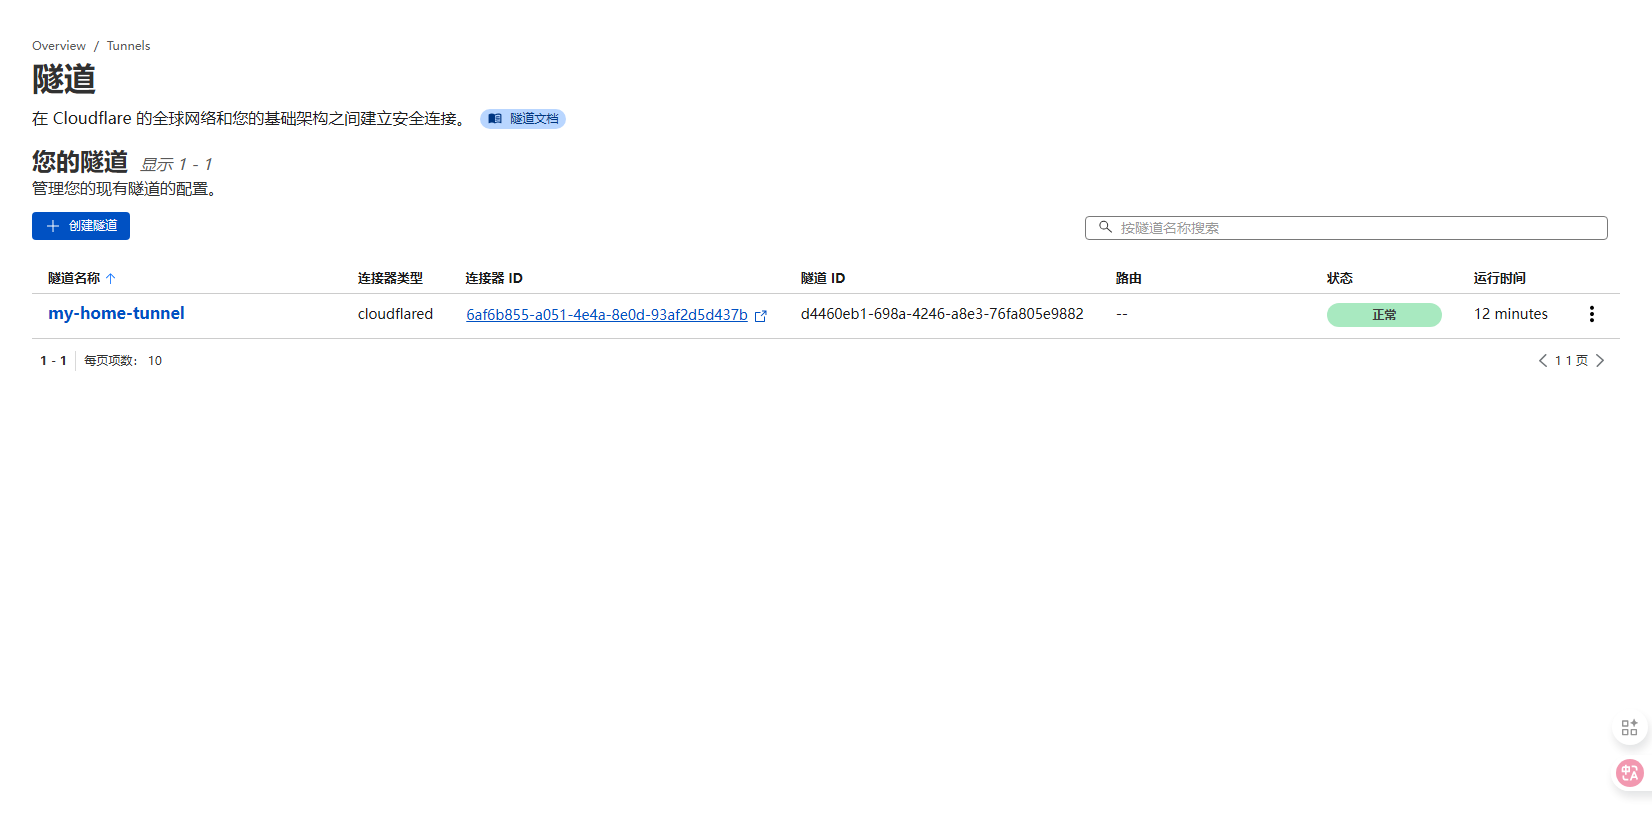 Overview / Tunnels
隧道
在 Cloudflare 的全球网络和您的基础架构之间建立安全连接。 隧道文档
您的隧道 显示 1 - 1
管理您的现有隧道的配置。
创建隧道
按隧道名称搜索
隧道名称 连接器类型 连接器 ID 隧道 ID 路由 状态 运行时间
my-home-tunnel cloudflared 6af6b855-a051-4e4a-8e0d-93af2d5d437b d4460eb1-698a-4246-a8e3-76fa805e9882 -- 正常 12 minutes
1 - 1 每页项数: 10 1 1 页
中 A